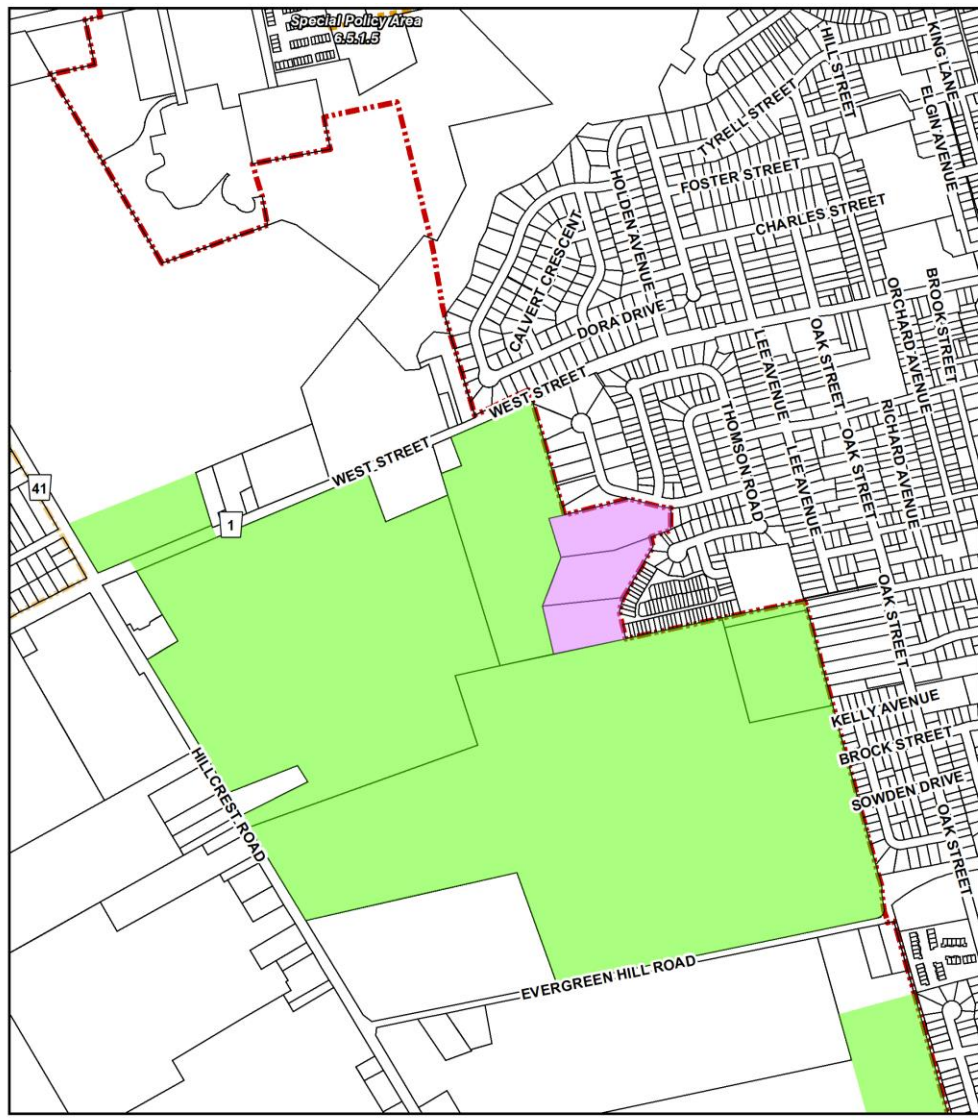 Special Policy Area
6.5.1.5
HILL STREET
KING LANE
ELGIN AVENUE
TYRELL STREET
FOSTER STREET
HOLDEN AVENUE
CHARLES STREET
CALVERT CRESCENT
DORA DRIVE
BROOK STREET
ORCHARD AVENUE
OAK STREET
LEE AVENUE
WEST STREET
THOMSON ROAD
RICHARD AVENUE
WEST STREET
LEE AVENUE
OAK STREET
41
1
OAK STREET
KELLY AVENUE
BROCK STREET
SOWDEN DRIVE
HILLCREST ROAD
OAK STREET
EVERGREEN HILL ROAD